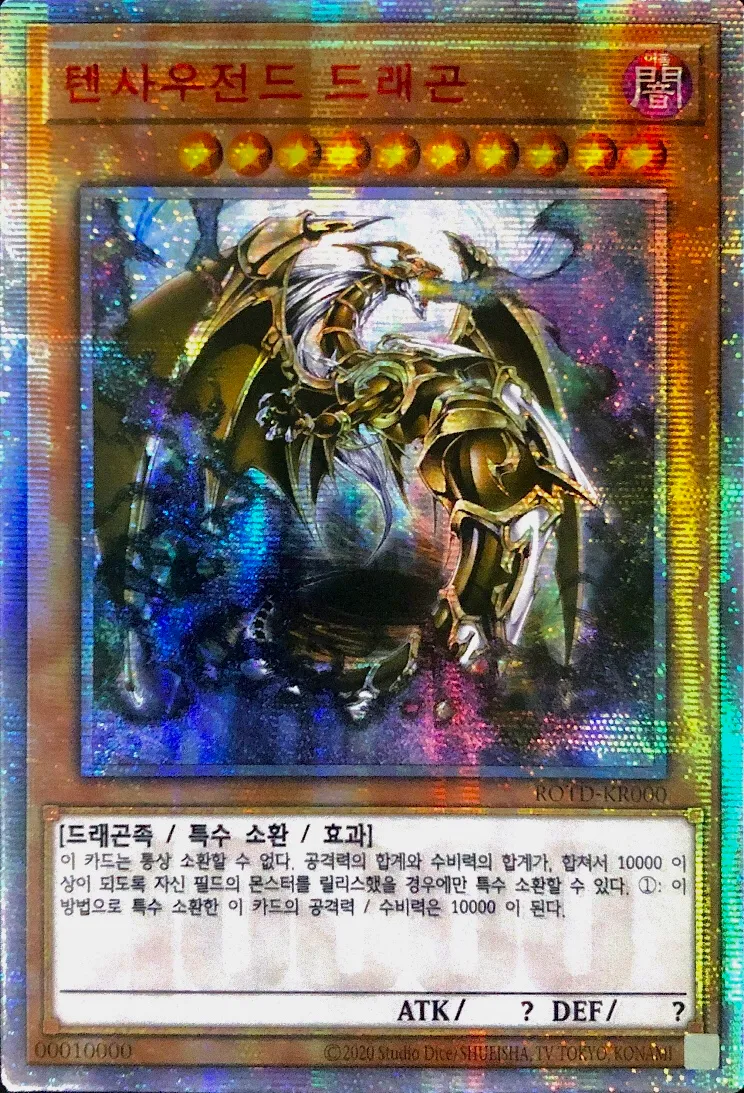 텐사우전드 드래곤
어둠
闇
ROTD-KR000
[드래곤족 / 특수 소환 / 효과]
이 카드는 통상 소환할 수 없다. 공격력의 합계와 수비력의 합계가, 합쳐서 10000 이
상이 되도록 자신 필드의 몬스터를 릴리스했을 경우에만 특수 소환할 수 있다. ①: 이
방법으로 특수 소환한 이 카드의 공격력 / 수비력은 10000 이 된다.
ATK/ ? DEF/ ?
00010000 ©2020 Studio Dice/SHUEISHA, TV TOKYO, KONAMI